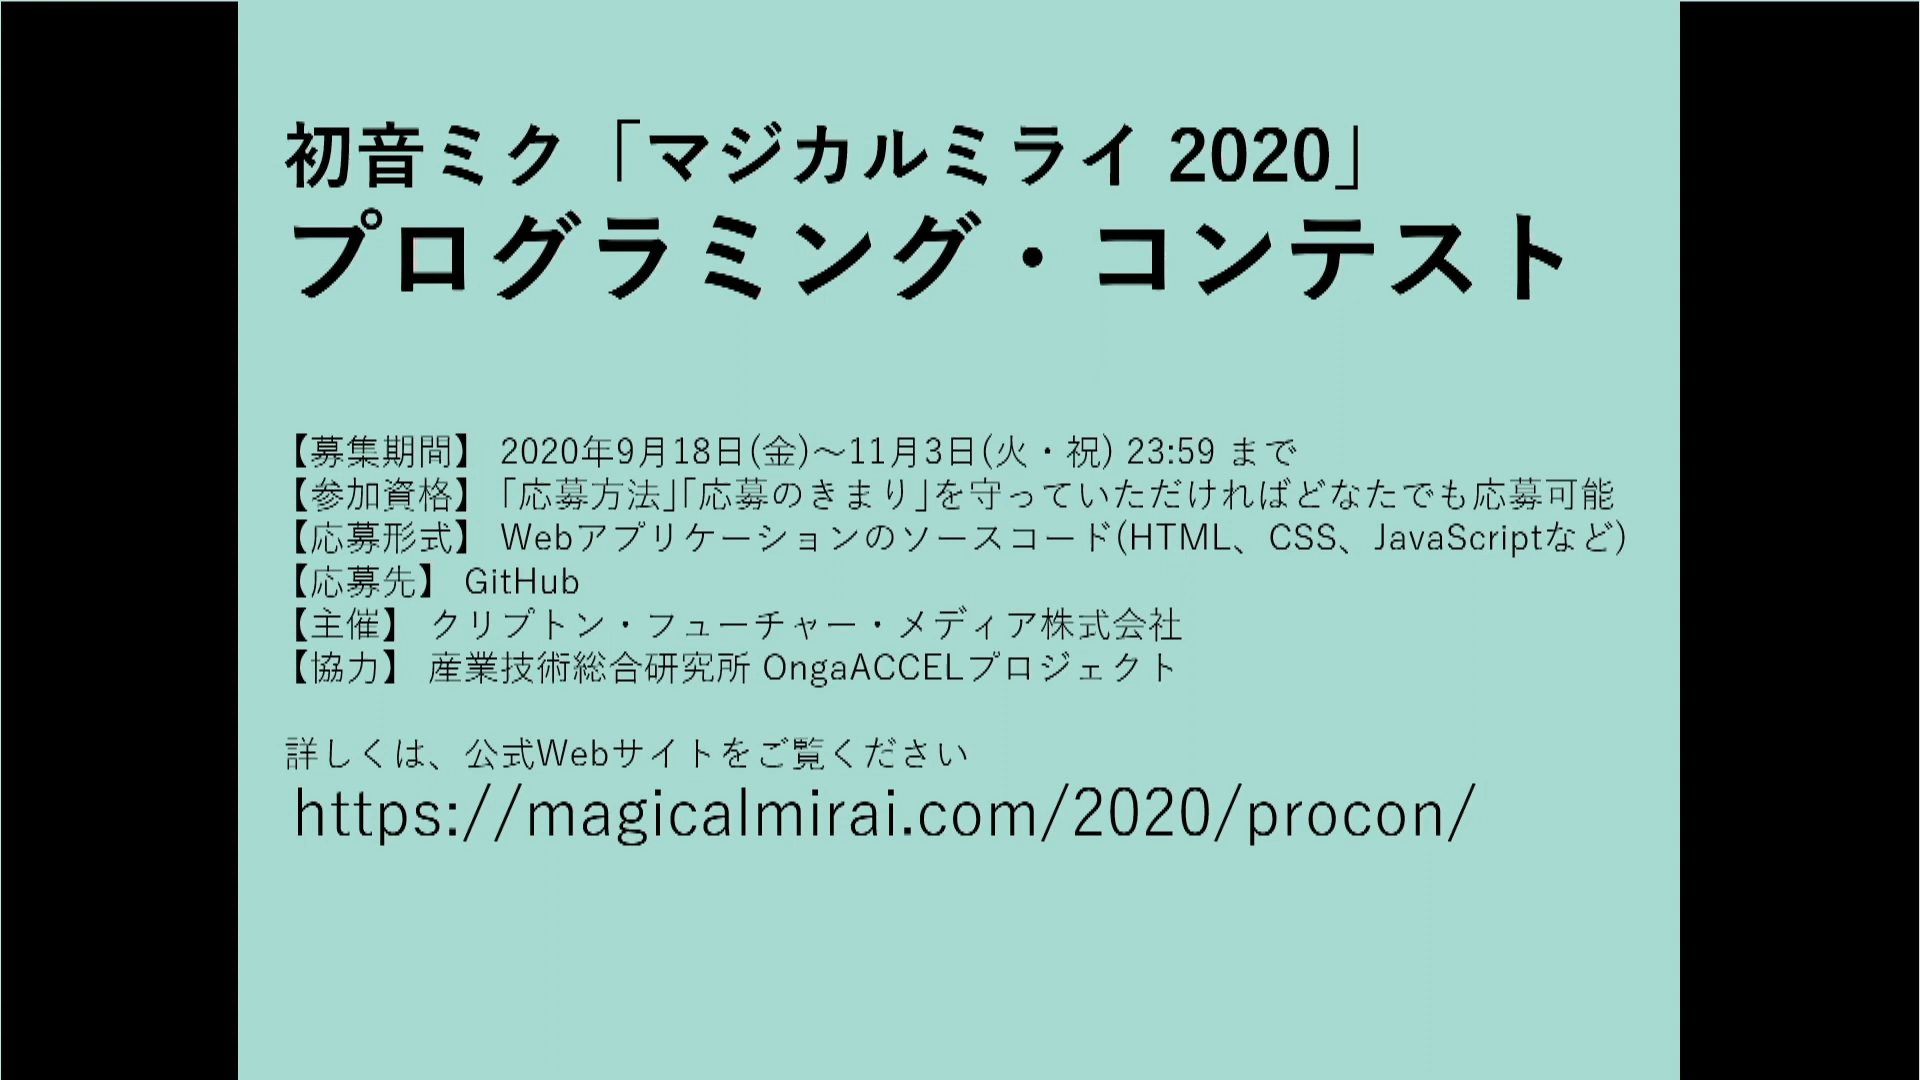 初音ミク「マジカルミライ 2020」
プログラミング・コンテスト
【募集期間】 2020年9月18日(金)～11月3日(火・祝) 23:59 まで
【参加資格】「応募方法」「応募のきまり」を守っていただければどなたでも応募可能
【応募形式】 Webアプリケーションのソースコード(HTML、CSS、JavaScriptなど)
【応募先】 GitHub
【主催】 クリプトン・フューチャー・メディア株式会社
【協力】 産業技術総合研究所 OngaACCELプロジェクト
詳しくは、公式Webサイトをご覧ください
https://magicalmirai.com/2020/procon/